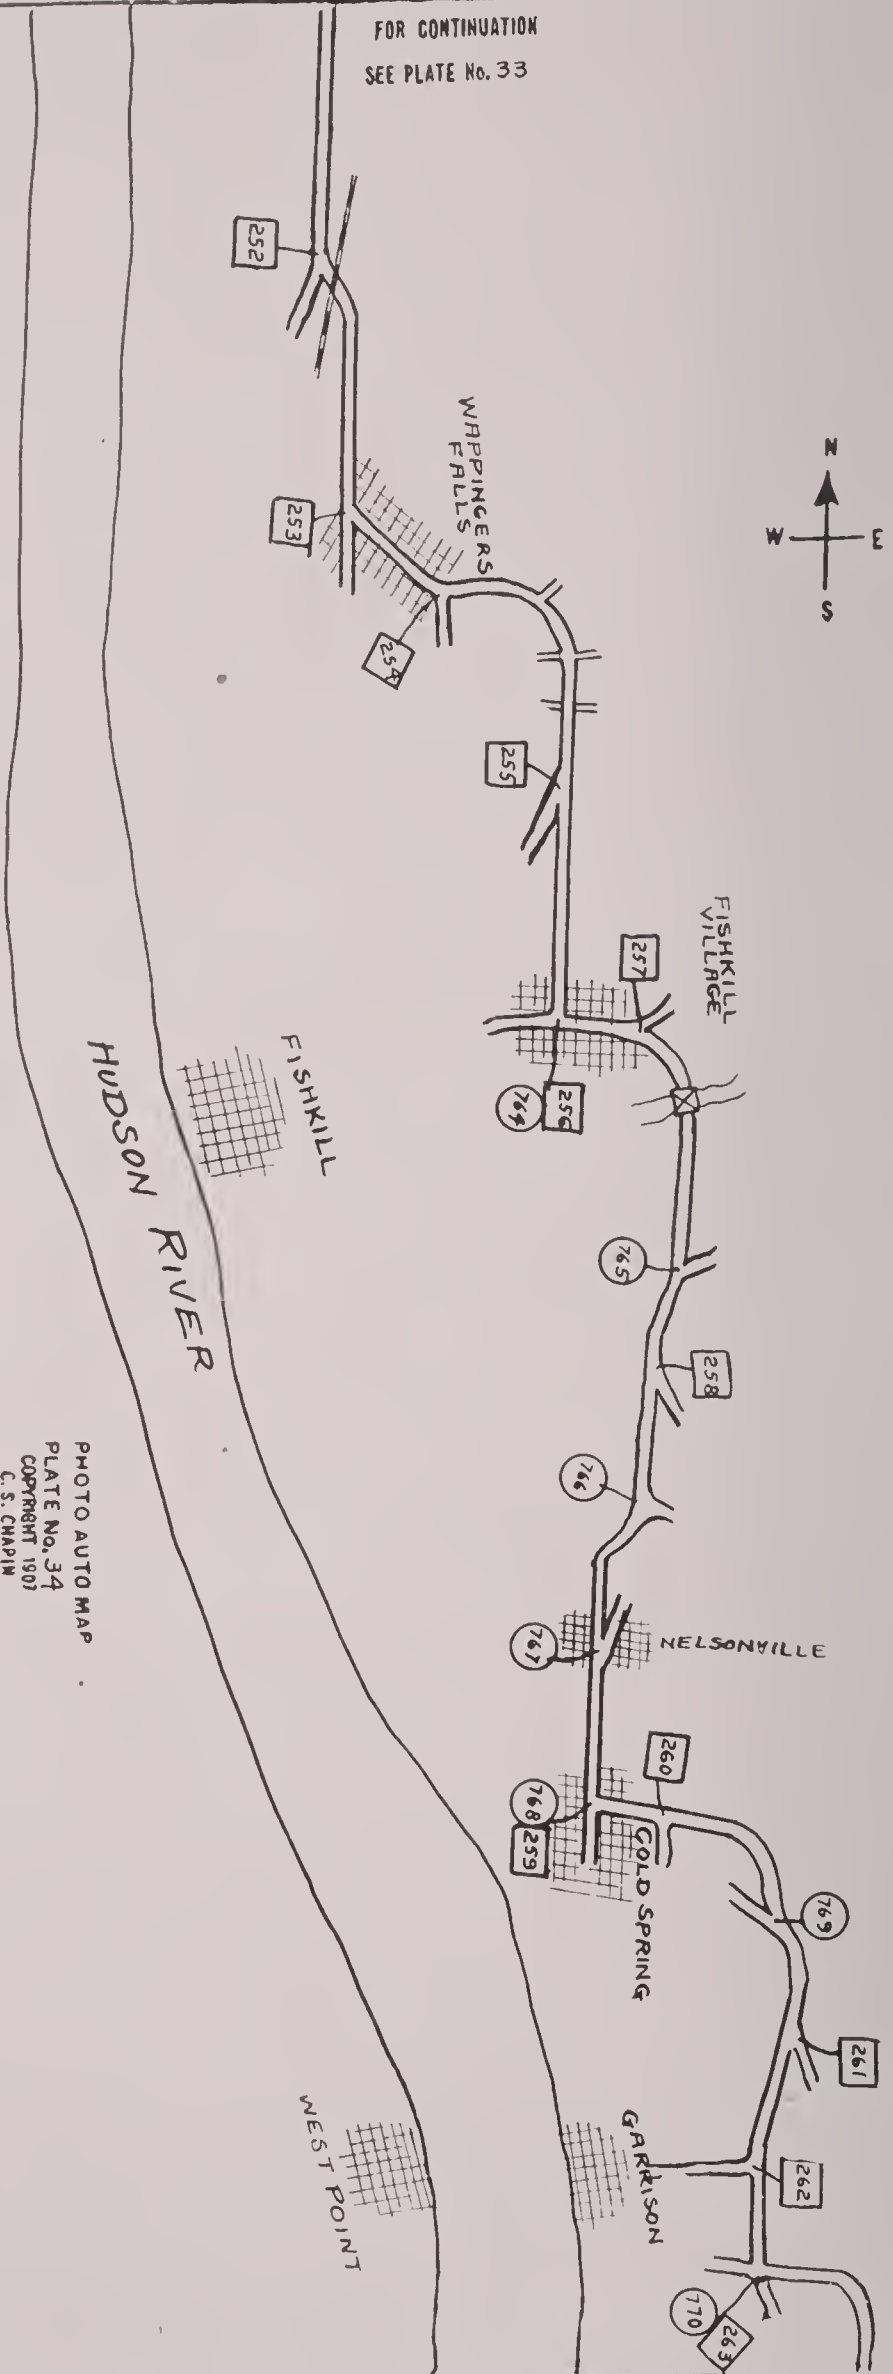 FOR CONTINUATION
SEE PLATE No. 33
252
N
W E
S
WAPPINGERS
FALLS
253
254
255
FISHKILL
VILLAGE
257
764
256
FISHKILL
HUDSON RIVER
765
258
766
767
NELSONVILLE
260
768
259
COLD SPRING
769
261
GARRISON
262
WEST POINT
770
263
PHOTO AUTO MAP
PLATE No. 34
COPYRIGHT 1907
C. S. CHAPIN